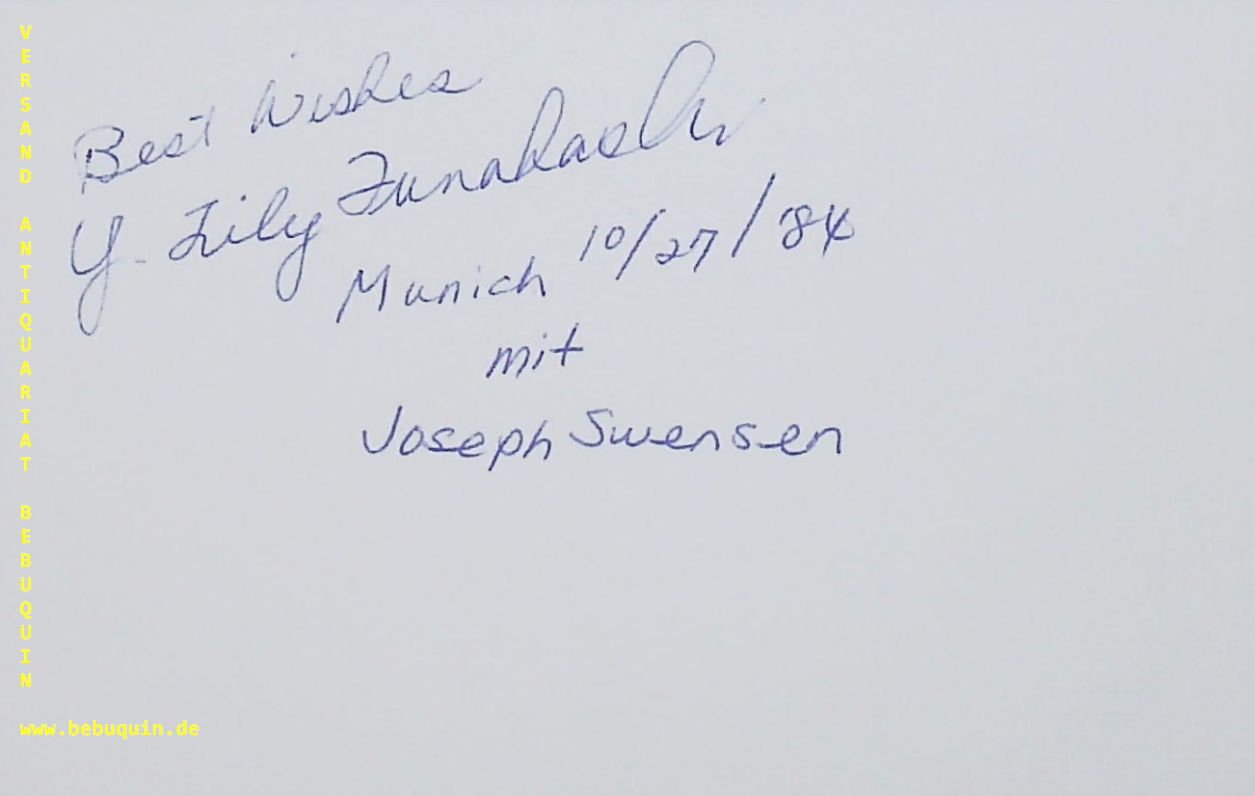 Best Wishes
Y. Lily Funahashi
Munich 10/27/'84
mit
Joseph Swensen
VERSAND ANTIQUARIAT BEBUQUIN
www.bebuquin.de